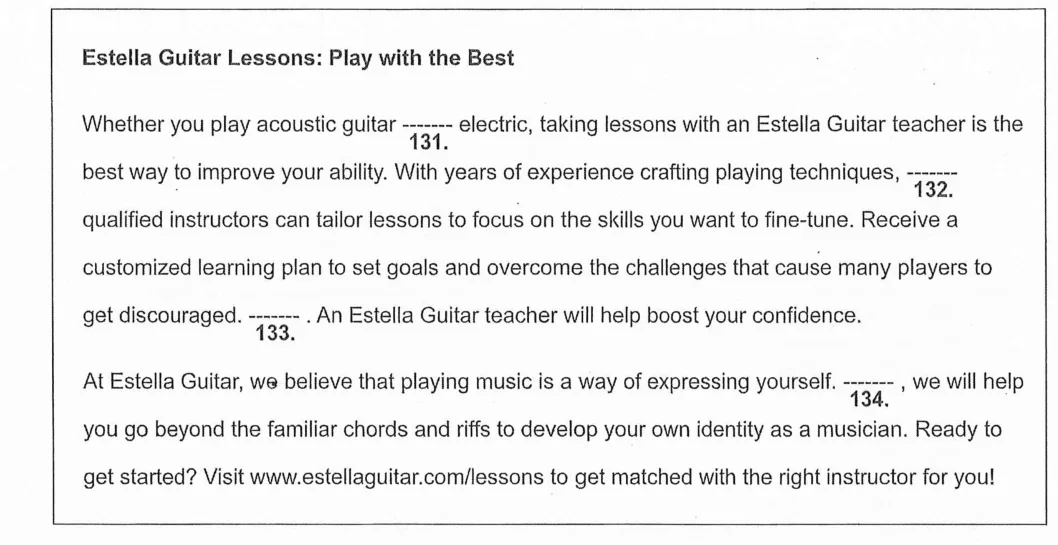 Estella Guitar Lessons: Play with the Best
Whether you play acoustic guitar ------- electric, taking lessons with an Estella Guitar teacher is the
131.
best way to improve your ability. With years of experience crafting playing techniques, -------
132.
qualified instructors can tailor lessons to focus on the skills you want to fine-tune. Receive a
customized learning plan to set goals and overcome the challenges that cause many players to
get discouraged. ------- . An Estella Guitar teacher will help boost your confidence.
133.
At Estella Guitar, we believe that playing music is a way of expressing yourself. ------- , we will help
134.
you go beyond the familiar chords and riffs to develop your own identity as a musician. Ready to
get started? Visit www.estellaguitar.com/lessons to get matched with the right instructor for you!